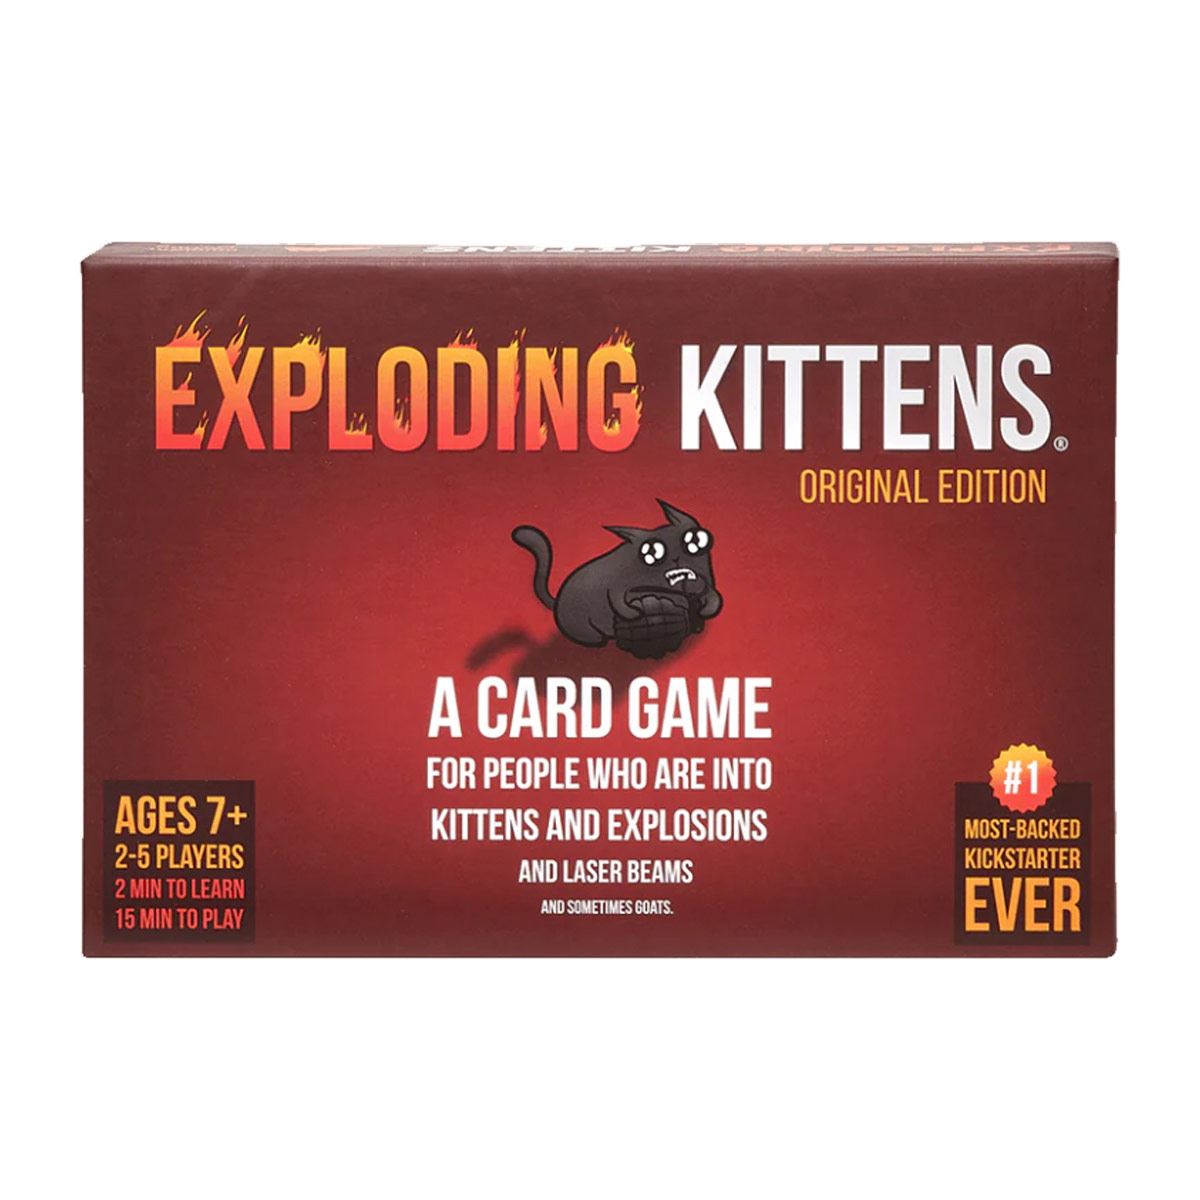 EXPLODING KITTENS
EXPLODING KITTENS®
ORIGINAL EDITION
A CARD GAME
FOR PEOPLE WHO ARE INTO
KITTENS AND EXPLOSIONS
AND LASER BEAMS
AND SOMETIMES GOATS.
AGES 7+
2-5 PLAYERS
2 MIN TO LEARN
15 MIN TO PLAY
#1
MOST-BACKED
KICKSTARTER
EVER